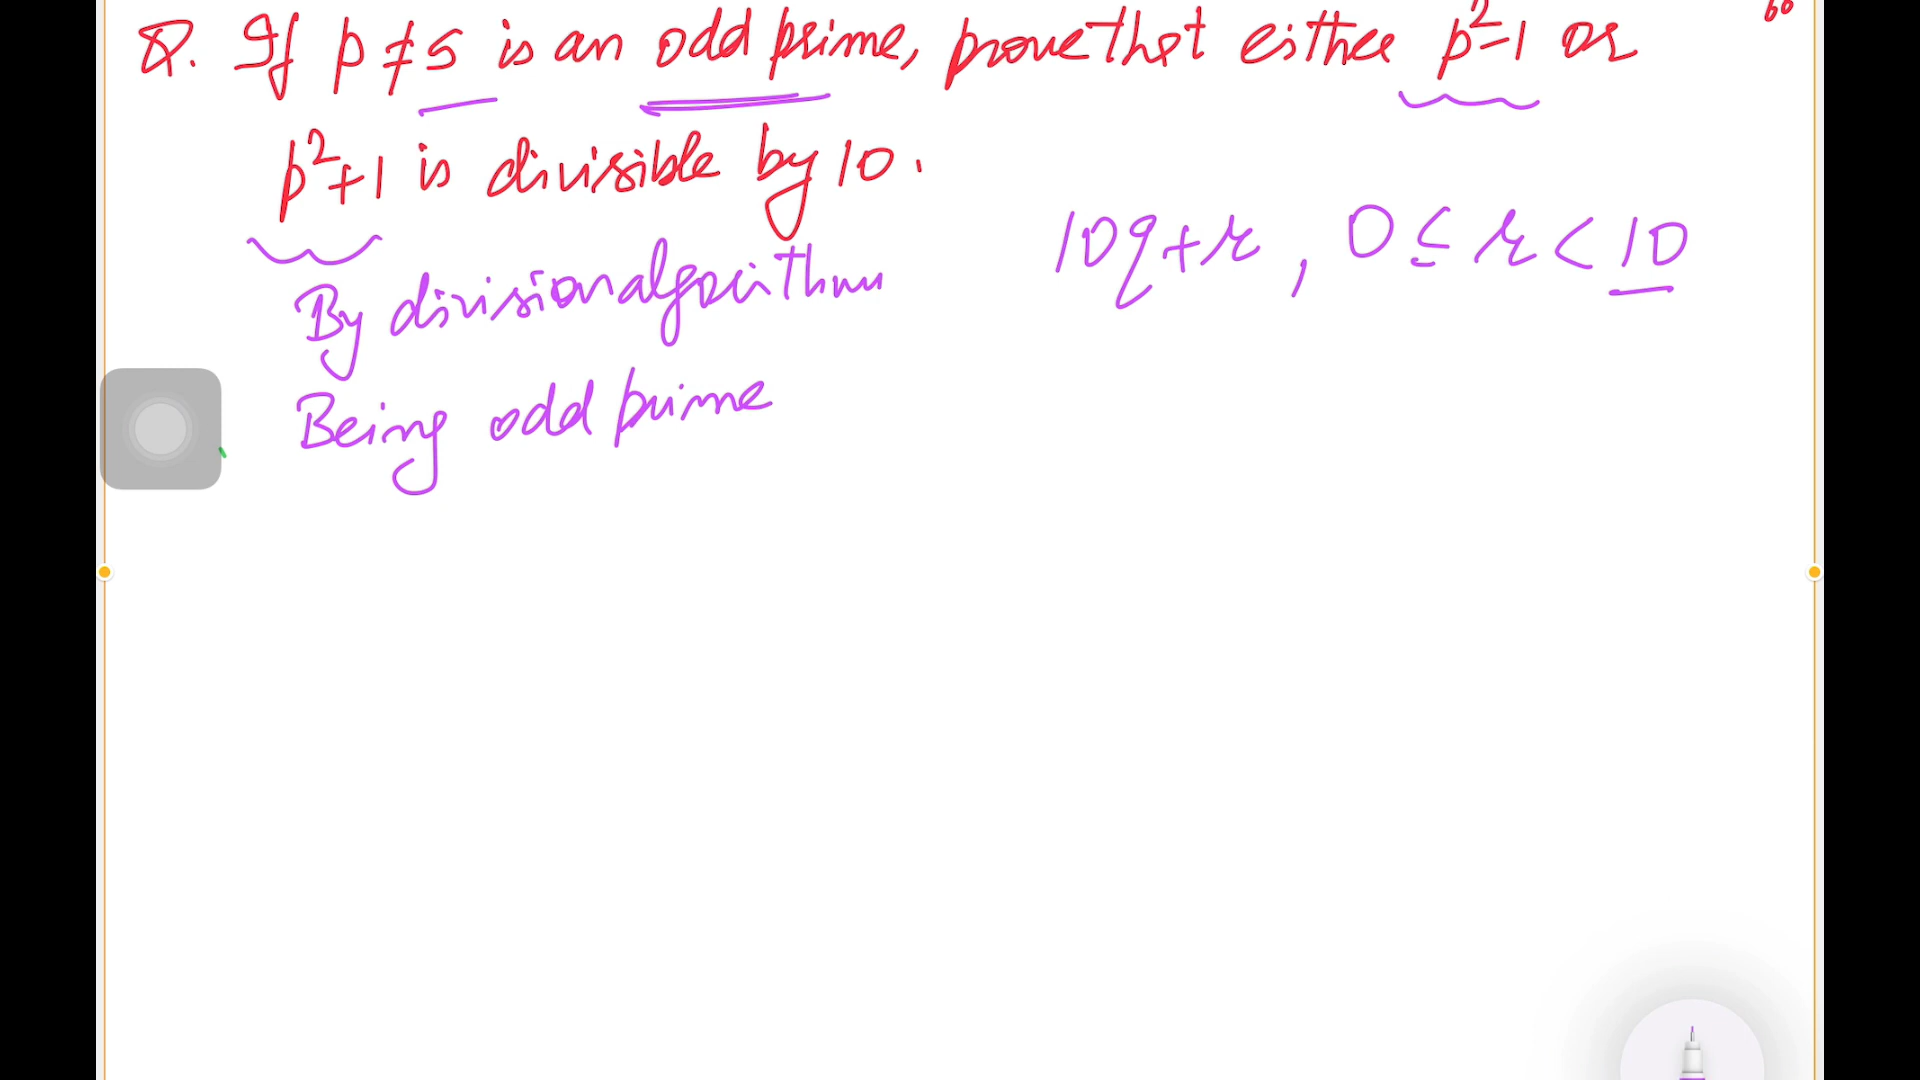 Q. If p ≠ 5 is an odd prime, prove that either p²-1 or
p²+1 is divisible by 10.
By division algorithm 10q+r, 0 ≤ r < 10
Being odd prime